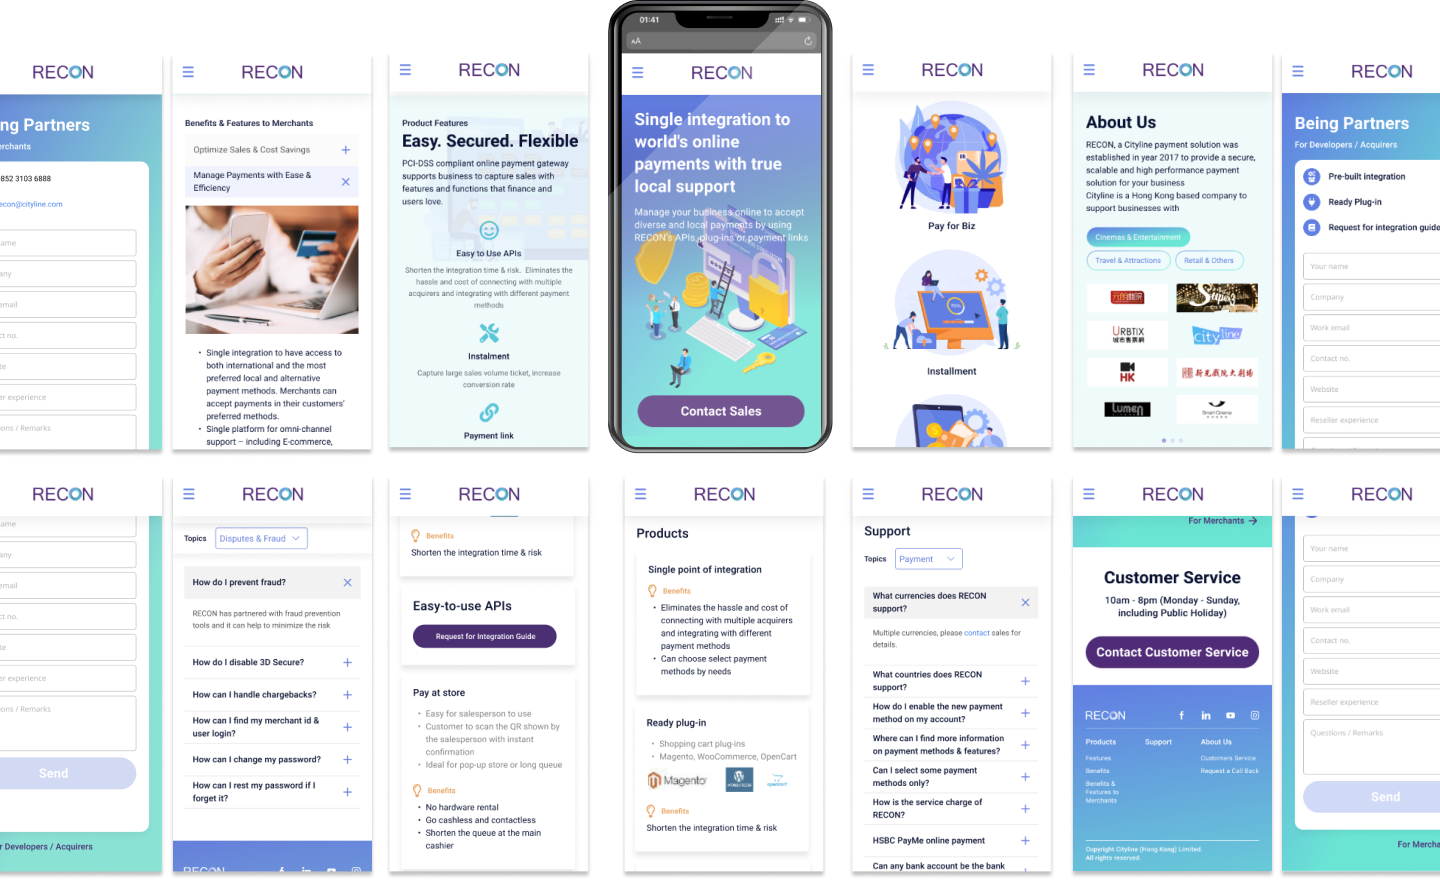 RECON
ng Partners
erchants
852 3103 6888
econ@cityline.com
ame
any
email
ct no.
te
er experience
ons / Remarks
RECON
Benefits & Features to Merchants
Optimize Sales & Cost Savings
Manage Payments with Ease &
Efficiency
• Single integration to have access to
both international and the most
preferred local and alternative
payment methods. Merchants can
accept payments in their customers'
preferred methods.
• Single platform for omni-channel
support – including E-commerce,
RECON
Product Features
Easy. Secured. Flexible
PCI-DSS compliant online payment gateway
supports business to capture sales with
features and functions that finance and
users love.
Easy to Use APIs
Shorten the integration time & risk. Eliminates the
hassle and cost of connecting with multiple
acquirers and integrating with different payment
methods
Instalment
Capture large sales volume ticket, increase
conversion rate
Payment link
01:41
AA
RECON
Single integration to
world's online
payments with true
local support
Manage your business online to accept
diverse and local payments by using
RECON's APIs, plug-ins or payment links
Contact Sales
RECON
Pay for Biz
70%
Installment
RECON
About Us
RECON, a Cityline payment solution was
established in year 2017 to provide a secure,
scalable and high performance payment
solution for your business
Cityline is a Hong Kong based company to
support businesses with
Cinemas & Entertainment
Travel & Attractions
Retail & Others
URBTIX
城市售票網
cityline
HK
新光戲院大劇場
Lumen
RECON
Being Partners
For Developers / Acquirers
Pre-built integration
Ready Plug-in
Request for integration guide
Your name
Company
Work email
Contact no.
Website
Reseller experience
RECON
ame
any
email
ct no.
te
er experience
ons / Remarks
Send
r Developers / Acquirers
RECON
Topics
Disputes & Fraud
How do I prevent fraud?
RECON has partnered with fraud prevention
tools and it can help to minimize the risk
How do I disable 3D Secure?
How can I handle chargebacks?
How can I find my merchant id &
user login?
How can I change my password?
How can I rest my password if I
forget it?
RECON
RECON
Benefits
Shorten the integration time & risk
Easy-to-use APIs
Request for Integration Guide
Pay at store
• Easy for salesperson to use
• Customer to scan the QR shown by
the salesperson with instant
confirmation
• Ideal for pop-up store or long queue
Benefits
• No hardware rental
• Go cashless and contactless
• Shorten the queue at the main
cashier
RECON
Products
Single point of integration
Benefits
• Eliminates the hassle and cost of
connecting with multiple acquirers
and integrating with different
payment methods
• Can choose select payment
methods by needs
Ready plug-in
• Shopping cart plug-ins
• Magento, WooCommerce, OpenCart
Magento
WORDPRESS
opencart
Benefits
Shorten the integration time & risk
RECON
Support
Topics
Payment
What currencies does RECON
support?
Multiple currencies, please contact sales for
details.
What countries does RECON
support?
How do I enable the new payment
method on my account?
Where can I find more information
on payment methods & features?
Can I select some payment
methods only?
How is the service charge of
RECON?
HSBC PayMe online payment
Can any bank account be the bank
RECON
For Merchants
Customer Service
10am - 8pm (Monday - Sunday,
including Public Holiday)
Contact Customer Service
RECON
Products
Support
About Us
Features
Customers Service
Benefits
Request a Call Back
Benefits &
Features to
Merchants
Copyright Cityline (Hong Kong) Limited.
All rights reserved.
RECON
Your name
Company
Work email
Contact no.
Website
Reseller experience
Questions / Remarks
Send
For Mercha